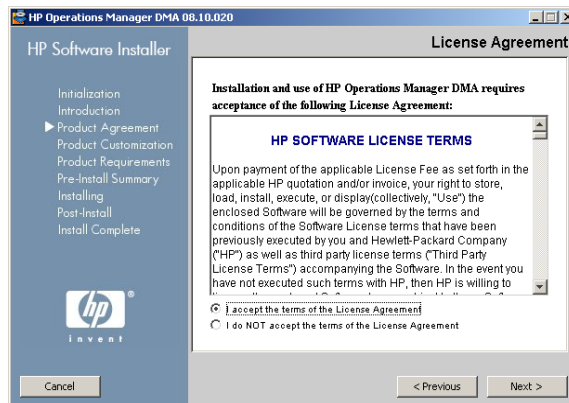 HP Operations Manager DMA 08.10.020
HP Software Installer
License Agreement
Initialization
Introduction
Product Agreement
Product Customization
Product Requirements
Pre-Install Summary
Installing
Post-Install
Install Complete
hp
®
invent
Installation and use of HP Operations Manager DMA requires
acceptance of the following License Agreement:
HP SOFTWARE LICENSE TERMS
Upon payment of the applicable License Fee as set forth in the
applicable HP quotation and/or invoice, your right to store,
load, install, execute, or display(collectively, "Use") the
enclosed Software will be governed by the terms and
conditions of the Software License terms that have been
previously executed by you and Hewlett-Packard Company
("HP") as well as third party license terms ("Third Party
License Terms") accompanying the Software. In the event you
have not executed such terms with HP, then HP is willing to
I accept the terms of the License Agreement
I do NOT accept the terms of the License Agreement
Cancel
< Previous
Next >